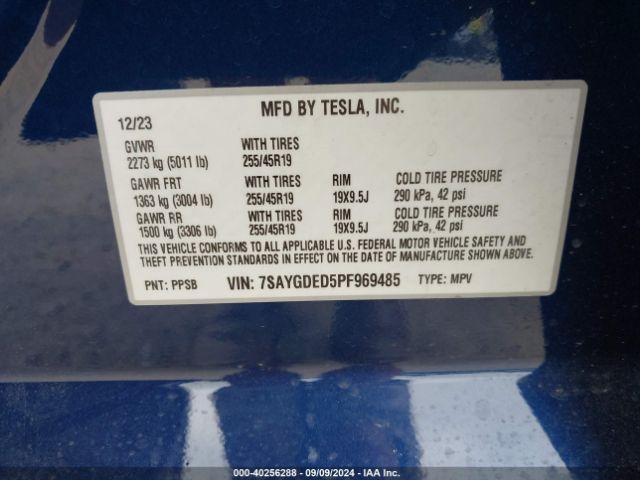 MFD BY TESLA, INC.
12/23
GVWR WITH TIRES
2273 kg (5011 lb) 255/45R19
GAWR FRT WITH TIRES RIM COLD TIRE PRESSURE
1363 kg (3004 lb) 255/45R19 19X9.5J 290 kPa, 42 psi
GAWR RR WITH TIRES RIM COLD TIRE PRESSURE
1500 kg (3306 lb) 255/45R19 19X9.5J 290 kPa, 42 psi
THIS VEHICLE CONFORMS TO ALL APPLICABLE U.S. FEDERAL MOTOR VEHICLE SAFETY AND
THEFT PREVENTION STANDARDS IN EFFECT ON THE DATE OF MANUFACTURE SHOWN ABOVE.
PNT: PPSB VIN: 7SAYGDED5PF969485 TYPE: MPV
000-40256288 - 09/09/2024 - IAA Inc.